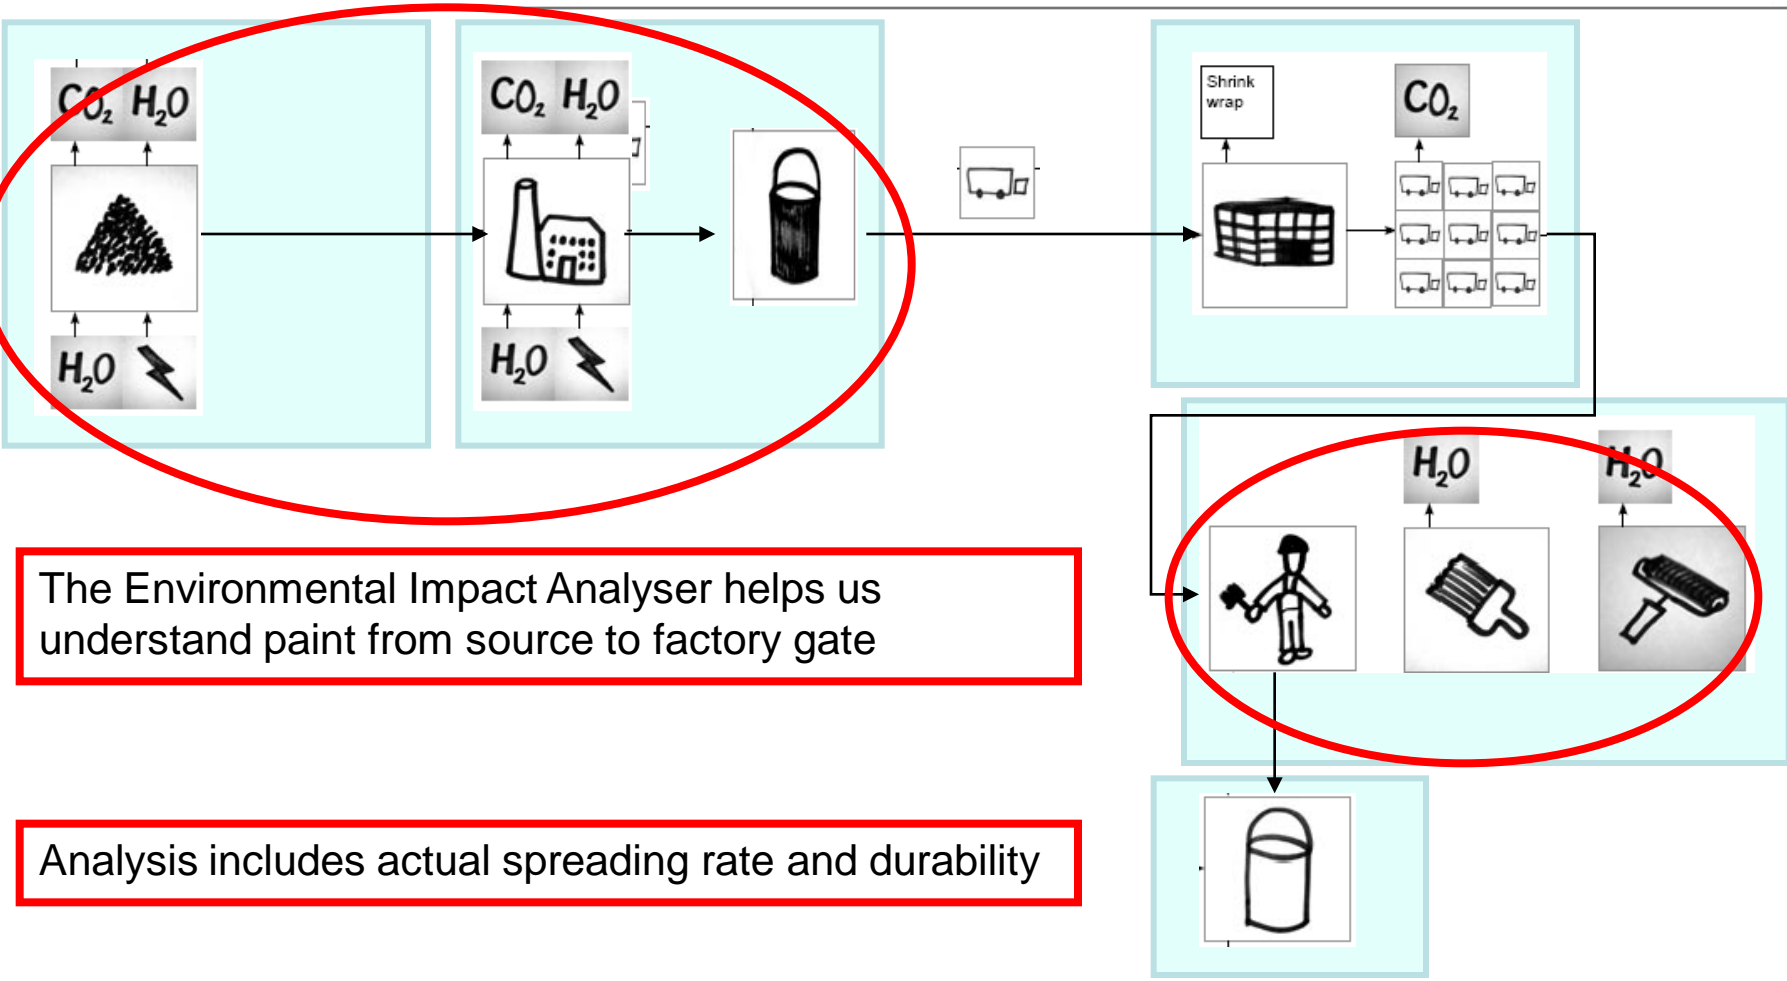 CO₂ H₂O
H₂O
CO₂ H₂O
H₂O
Shrink
wrap
CO₂
H₂O
H₂O
The Environmental Impact Analyser helps us
understand paint from source to factory gate
Analysis includes actual spreading rate and durability